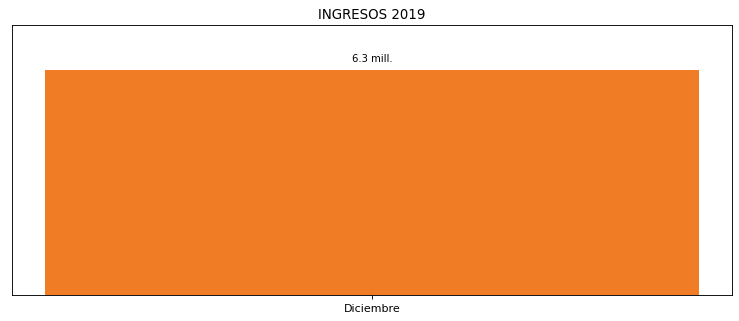 INGRESOS 2019
6.3 mill.
Diciembre